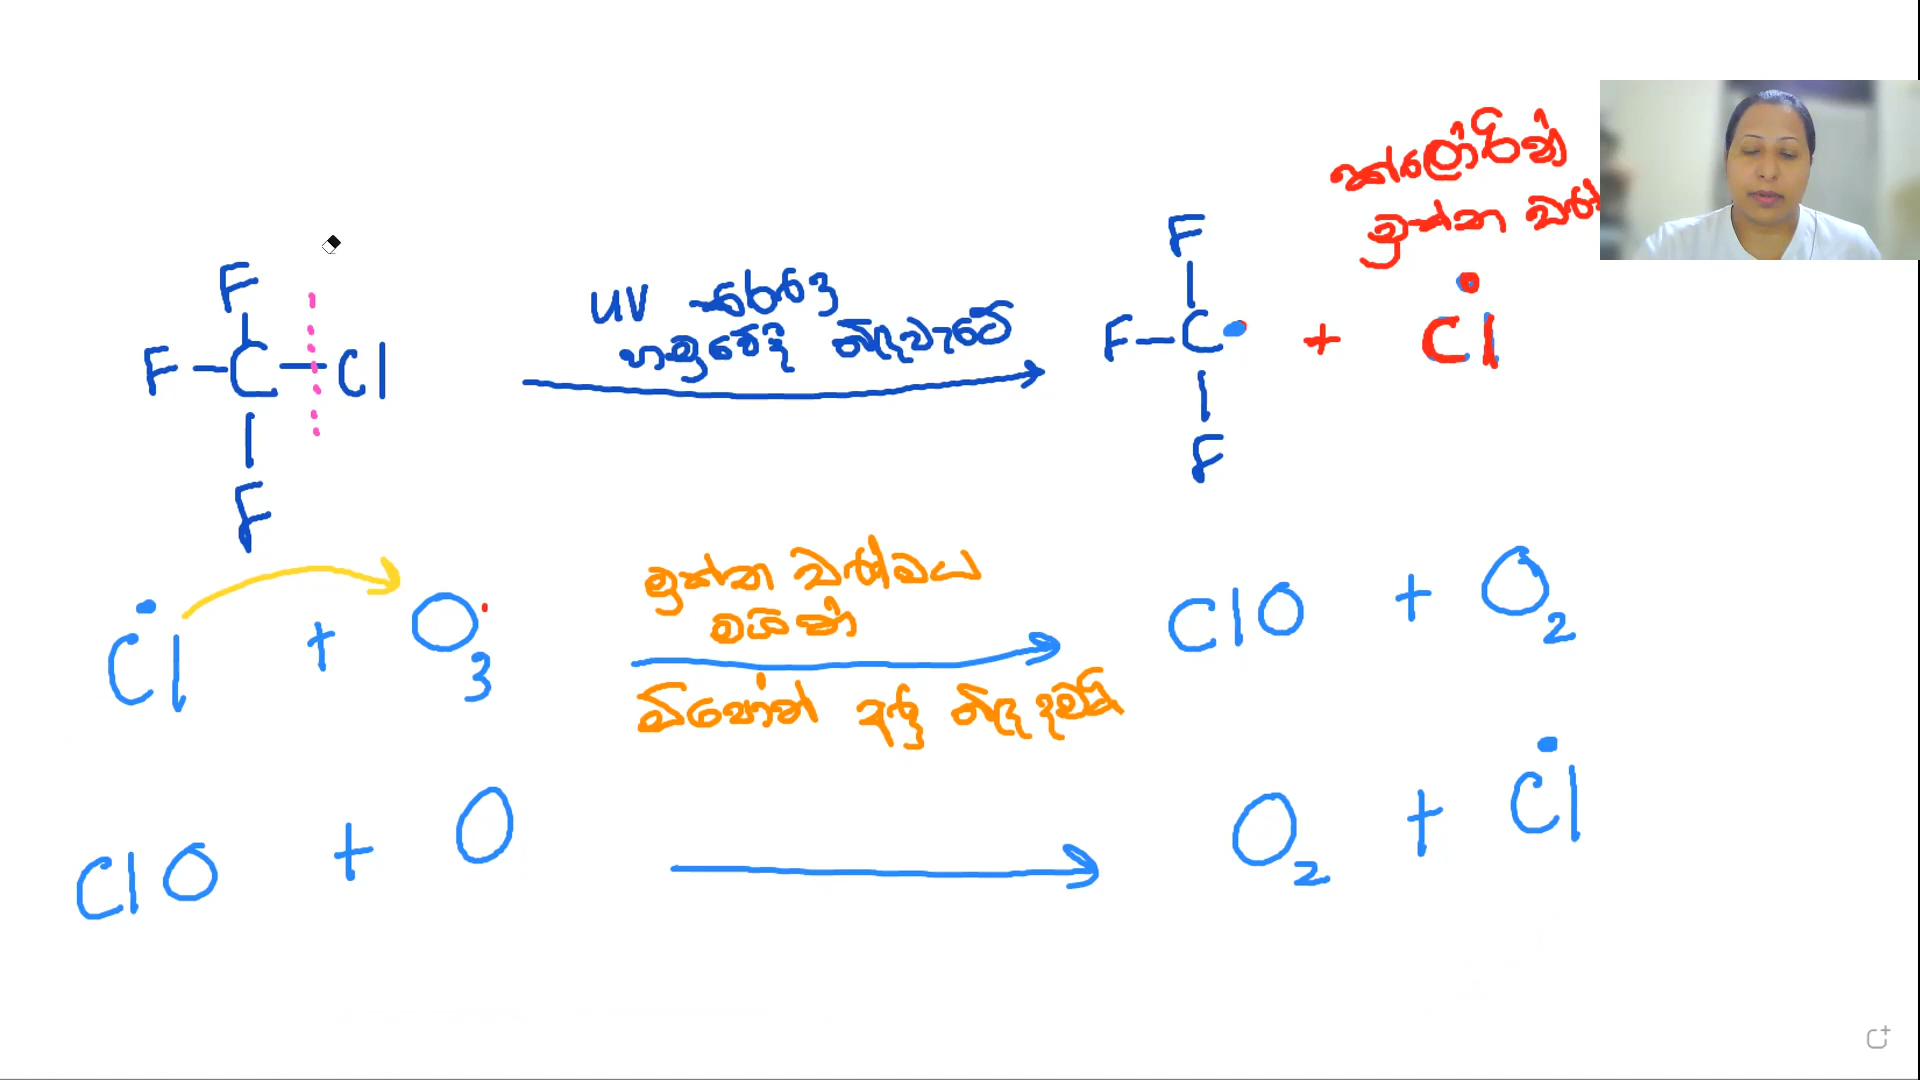 ක්ලෝරීන්
මුක්ත ඛණ්
F
F
UV කිරණ
F – C – Cl
හමුවේදී බිඳවැටේ
F – C• + Cl•
F
F
මුක්ත ඛණ්ඩය
මගින්
Cl• + O3
ClO + O2
ඕසෝන් අණු බිඳ දමයි
ClO + O
O2 + Cl•